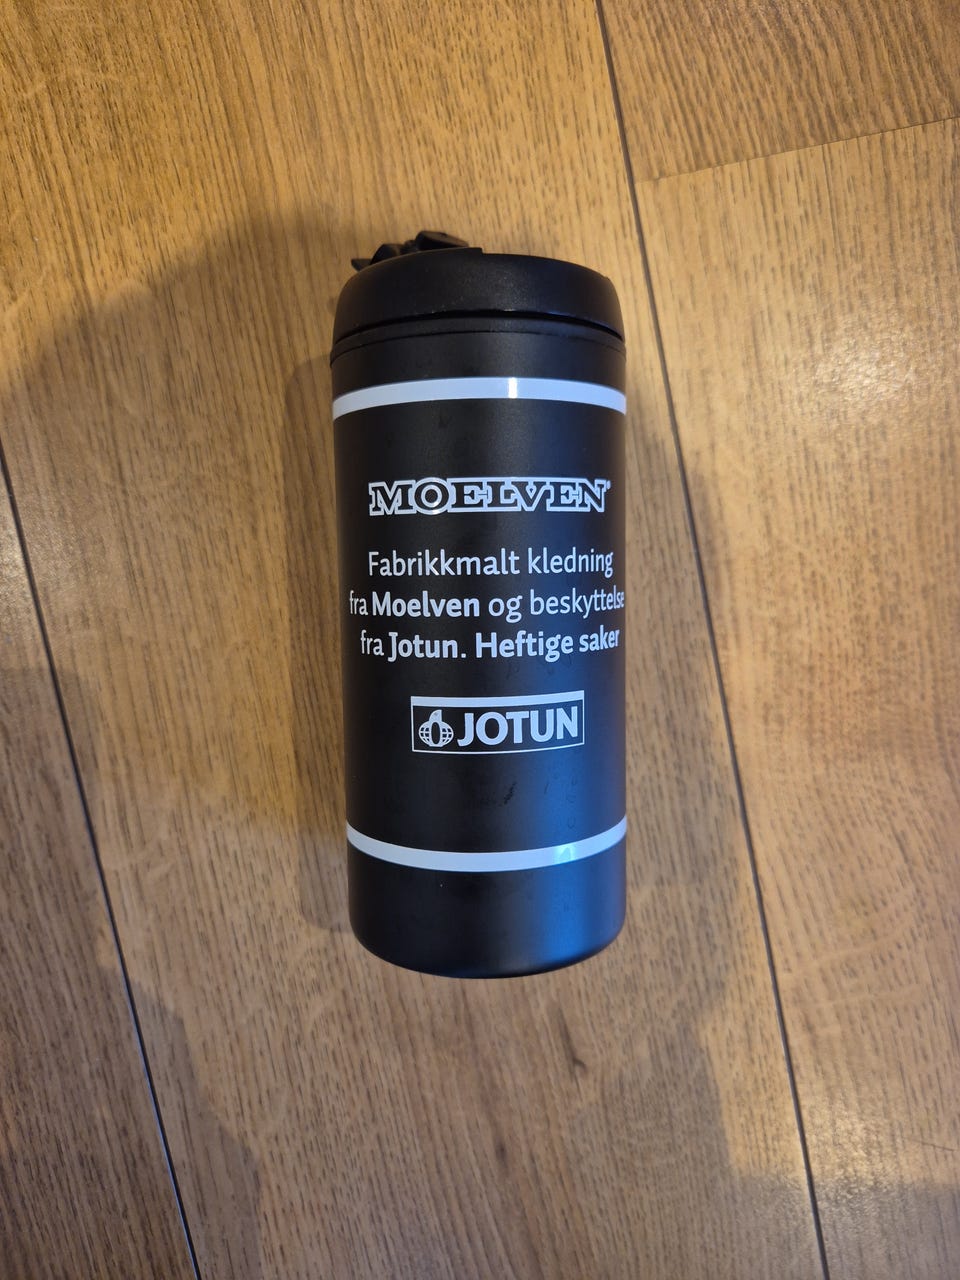 MOELVEN®
Fabrikkmalt kledning
fra Moelven og beskyttelse
fra Jotun. Heftige saker
JOTUN